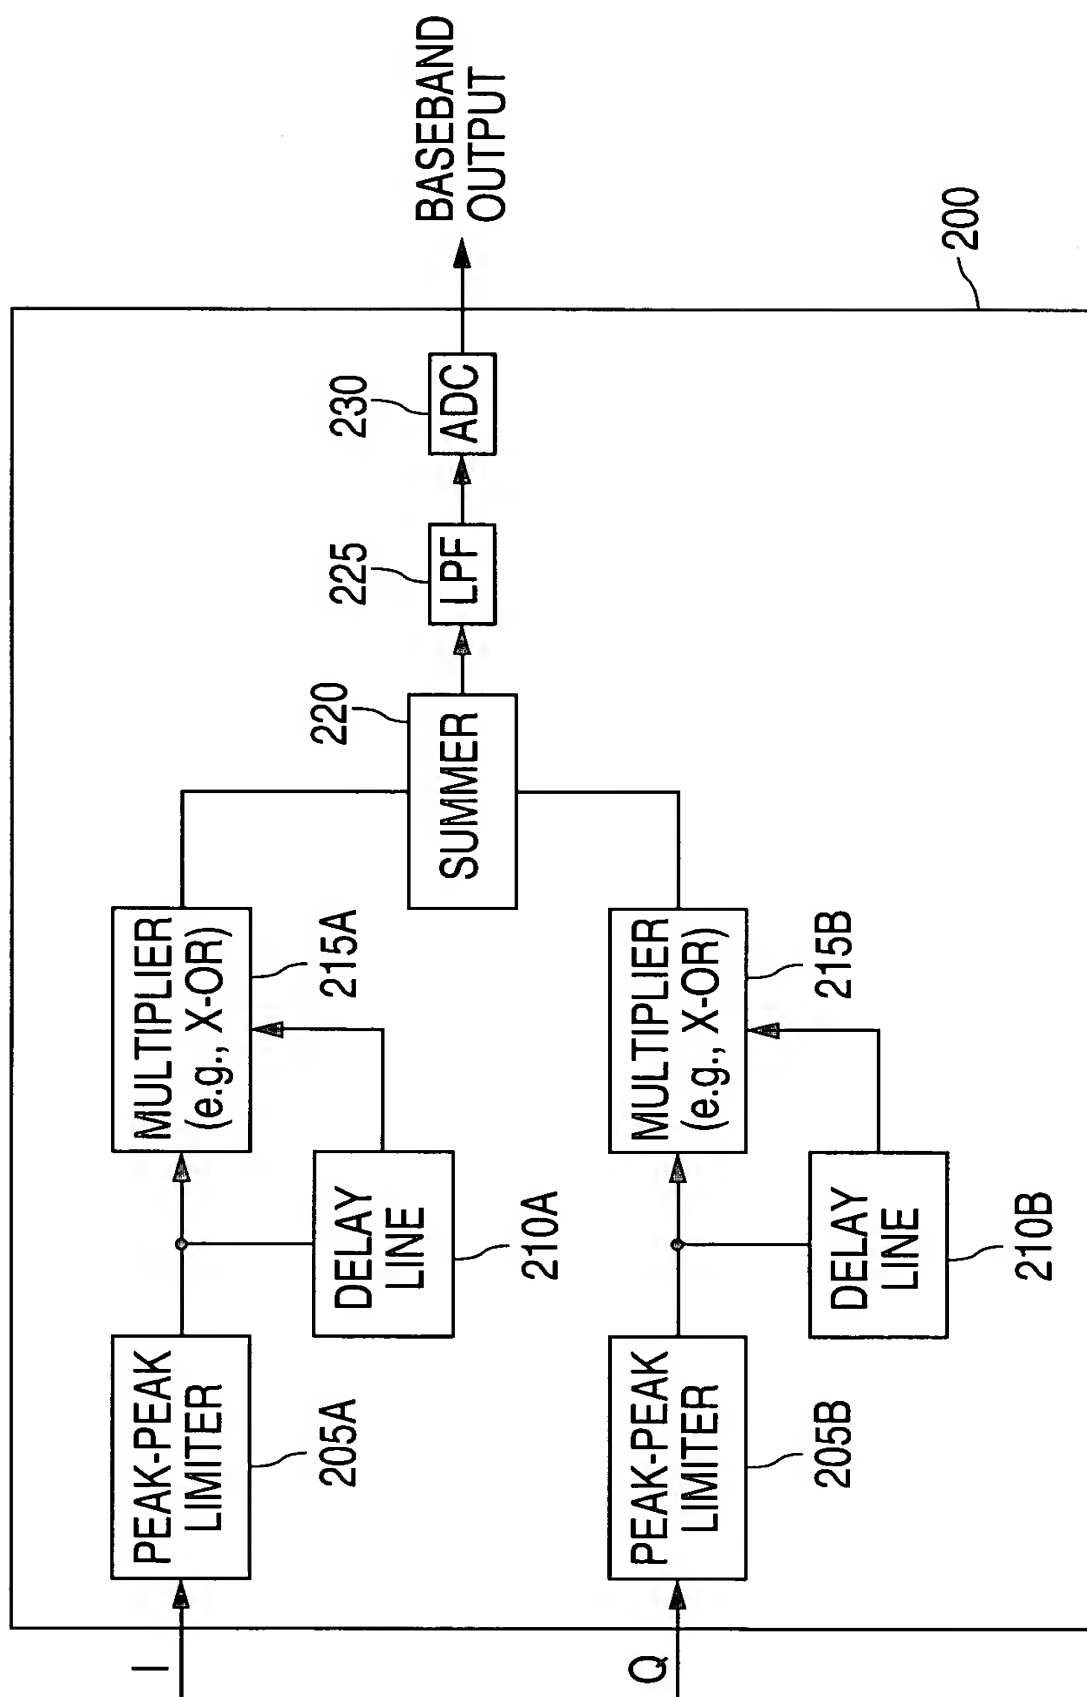 I
PEAK-PEAK
LIMITER
205A
DELAY
LINE
210A
MULTIPLIER
(e.g., X-OR)
215A
Q
PEAK-PEAK
LIMITER
205B
DELAY
LINE
210B
MULTIPLIER
(e.g., X-OR)
215B
SUMMER
220
LPF
225
ADC
230
BASEBAND
OUTPUT
200